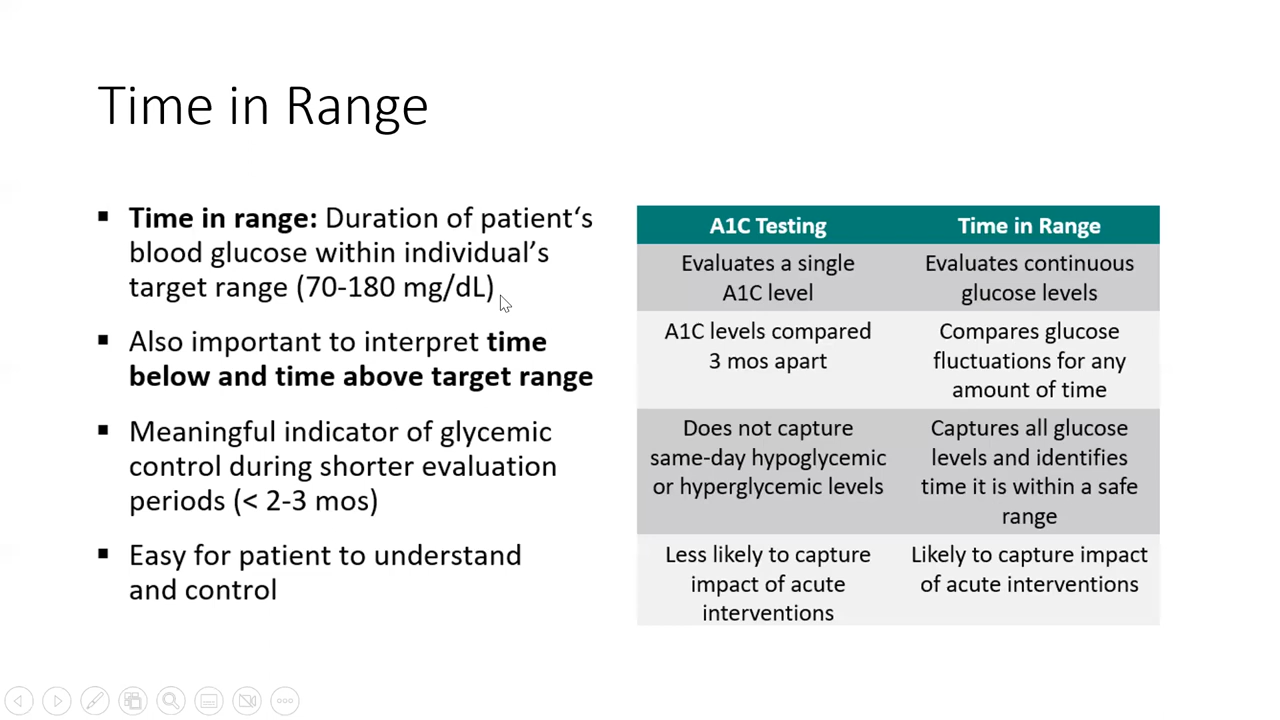 Time in Range
Time in range: Duration of patient‘s
blood glucose within individual’s
target range (70-180 mg/dL)
Also important to interpret time
below and time above target range
Meaningful indicator of glycemic
control during shorter evaluation
periods (< 2-3 mos)
Easy for patient to understand
and control
A1C Testing
Time in Range
Evaluates a single
A1C level
Evaluates continuous
glucose levels
A1C levels compared
3 mos apart
Compares glucose
fluctuations for any
amount of time
Does not capture
same-day hypoglycemic
or hyperglycemic levels
Captures all glucose
levels and identifies
time it is within a safe
range
Less likely to capture
impact of acute
interventions
Likely to capture impact
of acute interventions